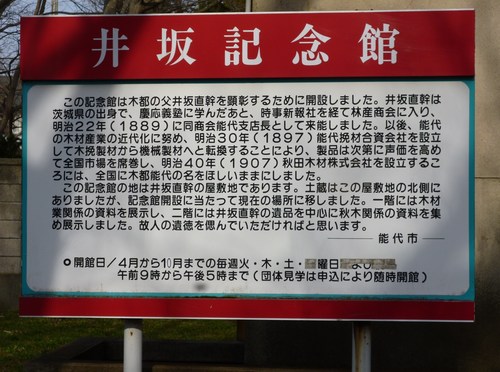 井坂記念館
この記念館は木都の父井坂直幹を顕彰するために開設しました。井坂直幹は
茨城県の出身で、慶応義塾に学んだあと、時事新報社を経て林産商会に入り、
明治22年(1889)に同商会能代支店長として来能しました。以後、能代
の木材産業の近代化に努め、明治30年(1897)能代挽材合資会社を設立
して木挽製材から機械製材へと転換することにより、製品は次第に声価を高め
て全国市場を席巻し、明治40年(1907)秋田木材株式会社を設立するこ
ろには、全国に木都能代の名をほしいままにしました。
この記念館の地は井坂直幹の屋敷地であります。土蔵はこの屋敷地の北側に
ありましたが、記念館開設に当たって現在の場所に移しました。一階には木材
業関係の資料を展示し、二階には井坂直幹の遺品を中心に秋木関係の資料を集
め展示しました。故人の遺徳を偲んでいただければと思います。
能代市
○開館日/4月から10月までの毎週火・木・土・曜日
午前9時から午後5時まで(団体見学は申込により随時開館)